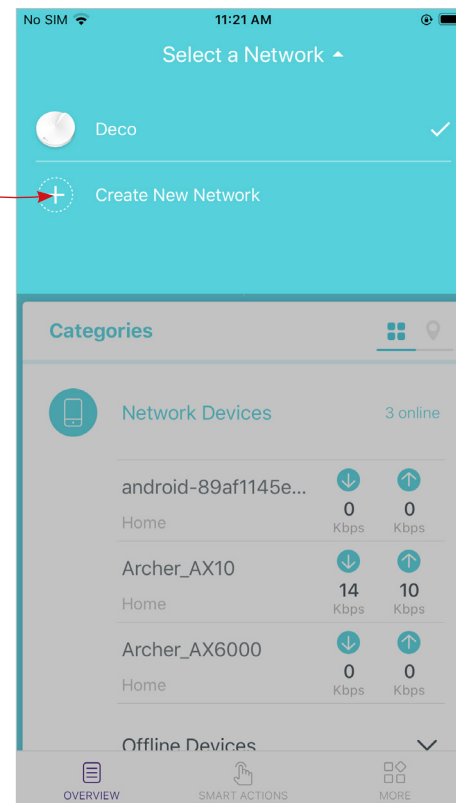 No SIM 11:21 AM
Select a Network
Deco
Create New Network
Categories
Network Devices 3 online
android-89af1145e...
Home
0 Kbps 0 Kbps
Archer_AX10
Home
14 Kbps 10 Kbps
Archer_AX6000
Home
0 Kbps 0 Kbps
Offline Devices
OVERVIEW SMART ACTIONS MORE